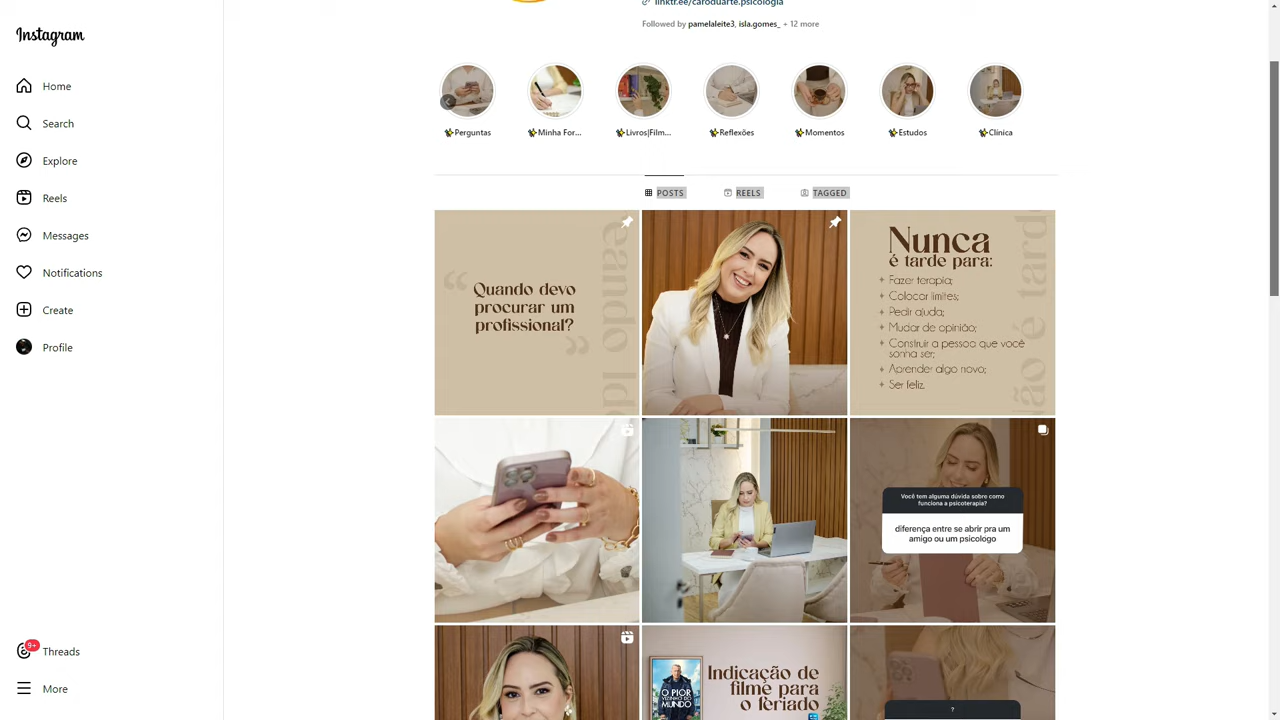 linktr.ee/caroduarte.psicologia
Followed by pamelaleite3, isla.gomes_ + 12 more
Instagram
Home
Search
Explore
Reels
Messages
Notifications
Create
Profile
9+
Threads
More
Perguntas
Minha For...
Livros|Film...
Reflexões
Momentos
Estudos
Clínica
POSTS
REELS
TAGGED
“ Quando devo
procurar um
profissional? ”
Nunca
é tarde para:
+ Fazer terapia;
+ Colocar limites;
+ Pedir ajuda;
+ Mudar de opinião;
+ Construir a pessoa que você
sonha ser;
+ Aprender algo novo;
+ Ser feliz.
Você tem alguma dúvida sobre como
funciona a psicoterapia?
diferença entre se abrir pra um
amigo ou um psicologo
O PIOR
VIZINHO DO
MUNDO
Indicação de
filme para
o feriado
?